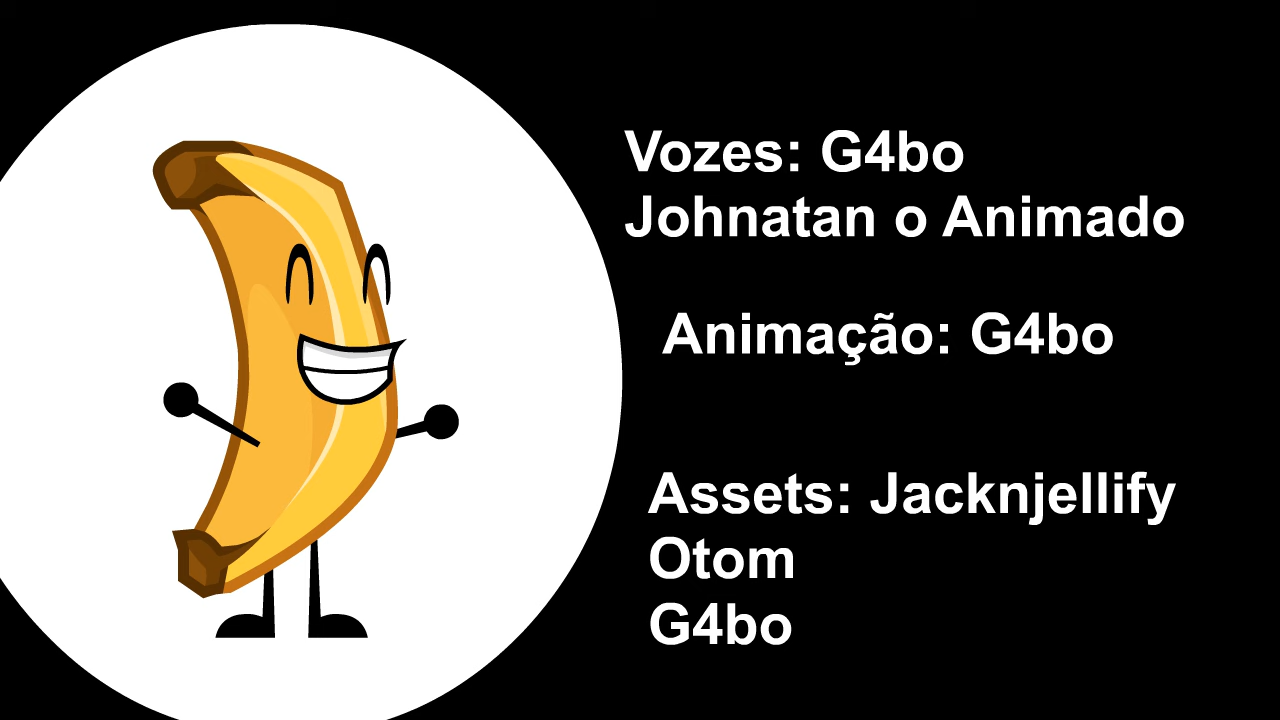 Vozes: G4bo
Johnatan o Animado
Animação: G4bo
Assets: Jacknjellify
Otom
G4bo